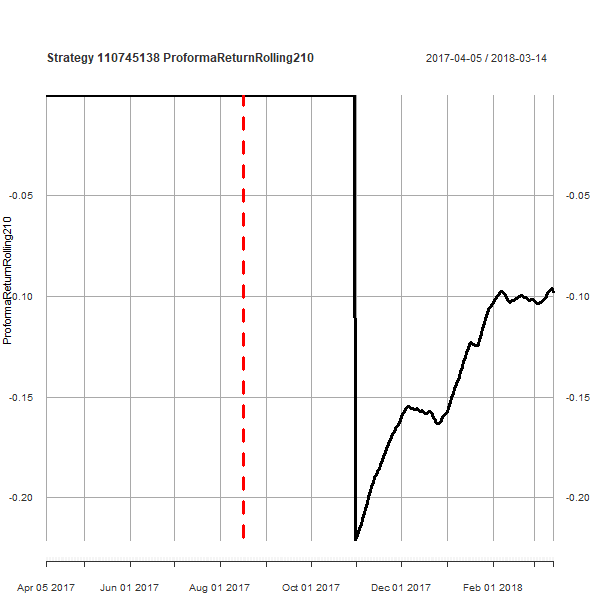 Strategy 110745138 ProformaReturnRolling210
2017-04-05 / 2018-03-14
-0.05
-0.05
ProformaReturnRolling210
-0.10
-0.10
-0.15
-0.15
-0.20
-0.20
Apr 05 2017
Jun 01 2017
Aug 01 2017
Oct 01 2017
Dec 01 2017
Feb 01 2018